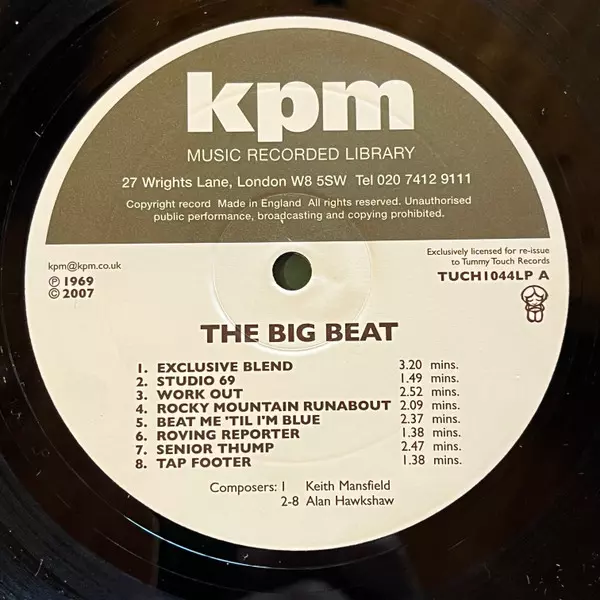 kpm
MUSIC RECORDED LIBRARY
27 Wrights Lane, London W8 5SW Tel 020 7412 9111
Copyright record Made in England All rights reserved. Unauthorised
public performance, broadcasting and copying prohibited.
kpm@kpm.co.uk
℗ 1969
© 2007
Exclusively licensed for re-issue
to Tummy Touch Records
TUCH1044LP A
THE BIG BEAT
1. EXCLUSIVE BLEND 3.20 mins.
2. STUDIO 69 1.49 mins.
3. WORK OUT 2.52 mins.
4. ROCKY MOUNTAIN RUNABOUT 2.09 mins.
5. BEAT ME 'TIL I'M BLUE 2.37 mins.
6. ROVING REPORTER 1.38 mins.
7. SENIOR THUMP 2.47 mins.
8. TAP FOOTER 1.38 mins.
Composers: 1 Keith Mansfield
2-8 Alan Hawkshaw